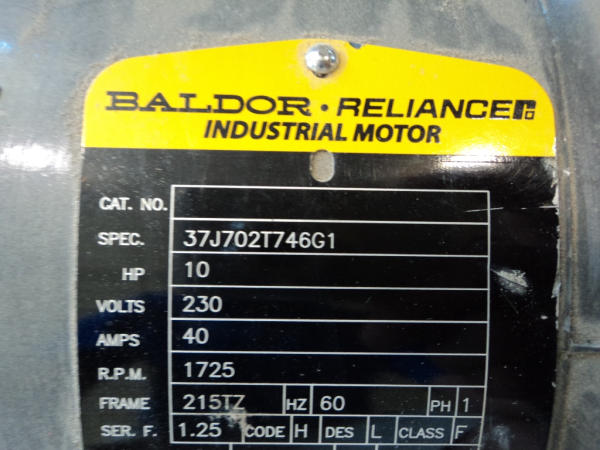 BALDOR • RELIANCE
INDUSTRIAL MOTOR
CAT. NO.
SPEC. 37J702T746G1
HP 10
VOLTS 230
AMPS 40
R.P.M. 1725
FRAME 215TZ HZ 60 PH 1
SER. F. 1.25 CODE H DES L CLASS F